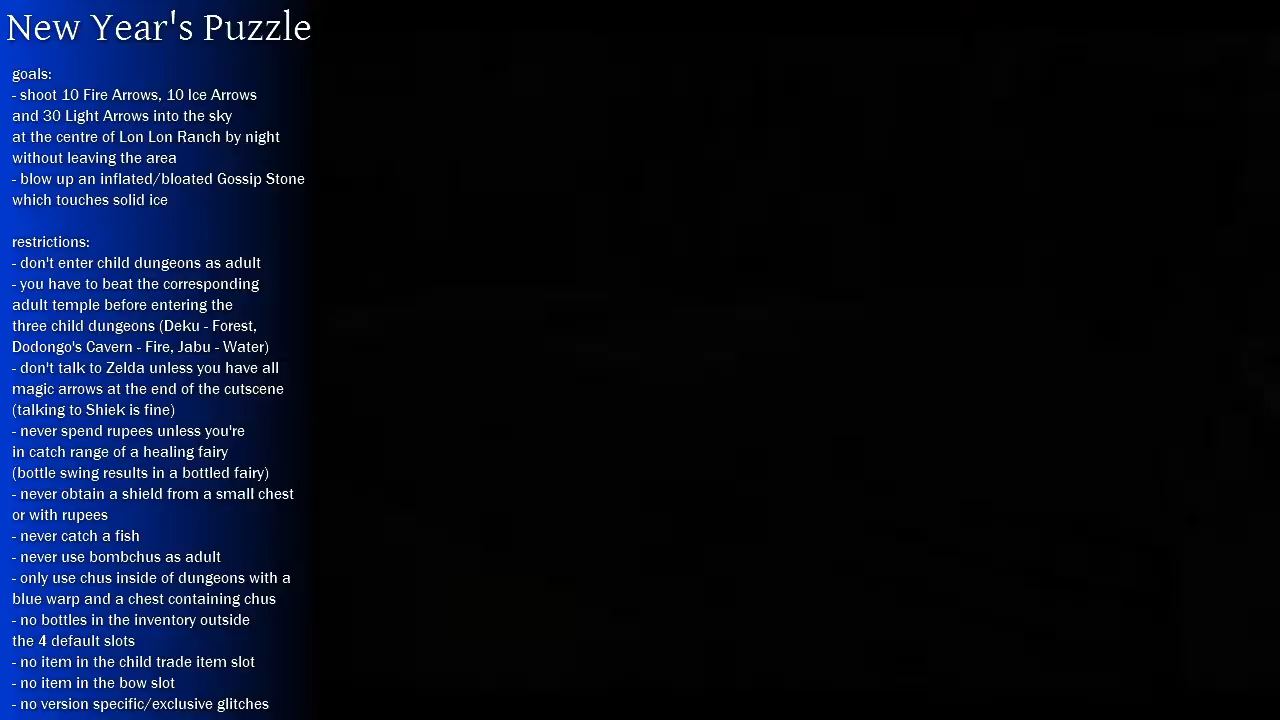 New Year's Puzzle
goals:
- shoot 10 Fire Arrows, 10 Ice Arrows
and 30 Light Arrows into the sky
at the centre of Lon Lon Ranch by night
without leaving the area
- blow up an inflated/bloated Gossip Stone
which touches solid ice
restrictions:
- don't enter child dungeons as adult
- you have to beat the corresponding
adult temple before entering the
three child dungeons (Deku - Forest,
Dodongo's Cavern - Fire, Jabu - Water)
- don't talk to Zelda unless you have all
magic arrows at the end of the cutscene
(talking to Shiek is fine)
- never spend rupees unless you're
in catch range of a healing fairy
(bottle swing results in a bottled fairy)
- never obtain a shield from a small chest
or with rupees
- never catch a fish
- never use bombchus as adult
- only use chus inside of dungeons with a
blue warp and a chest containing chus
- no bottles in the inventory outside
the 4 default slots
- no item in the child trade item slot
- no item in the bow slot
- no version specific/exclusive glitches